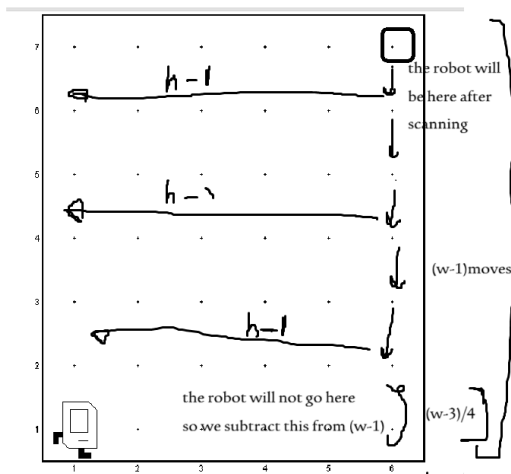 7
h-1
the robot will
be here after
6
scanning
5
h-
4
(w-1)moves
3
h-1
2
the robot will not go here
(w-3)/4
so we subtract this from (w-1)
1
1 2 3 4 5 6